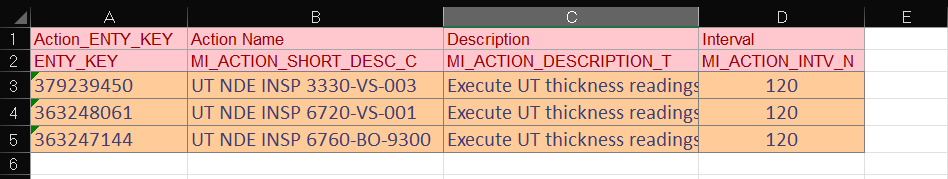 A B C D E
1 Action_ENTY_KEY Action Name Description Interval
2 ENTY_KEY MI_ACTION_SHORT_DESC_C MI_ACTION_DESCRIPTION_T MI_ACTION_INTV_N
3 379239450 UT NDE INSP 3330-VS-003 Execute UT thickness readings 120
4 363248061 UT NDE INSP 6720-VS-001 Execute UT thickness readings 120
5 363247144 UT NDE INSP 6760-BO-9300 Execute UT thickness readings 120
6